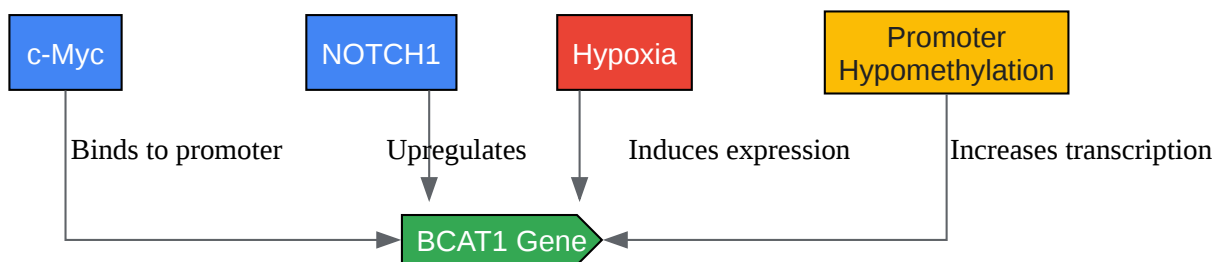 c-Myc
NOTCH1
Hypoxia
Promoter
Hypomethylation
Binds to promoter
Upregulates
Induces expression
Increases transcription
BCAT1 Gene